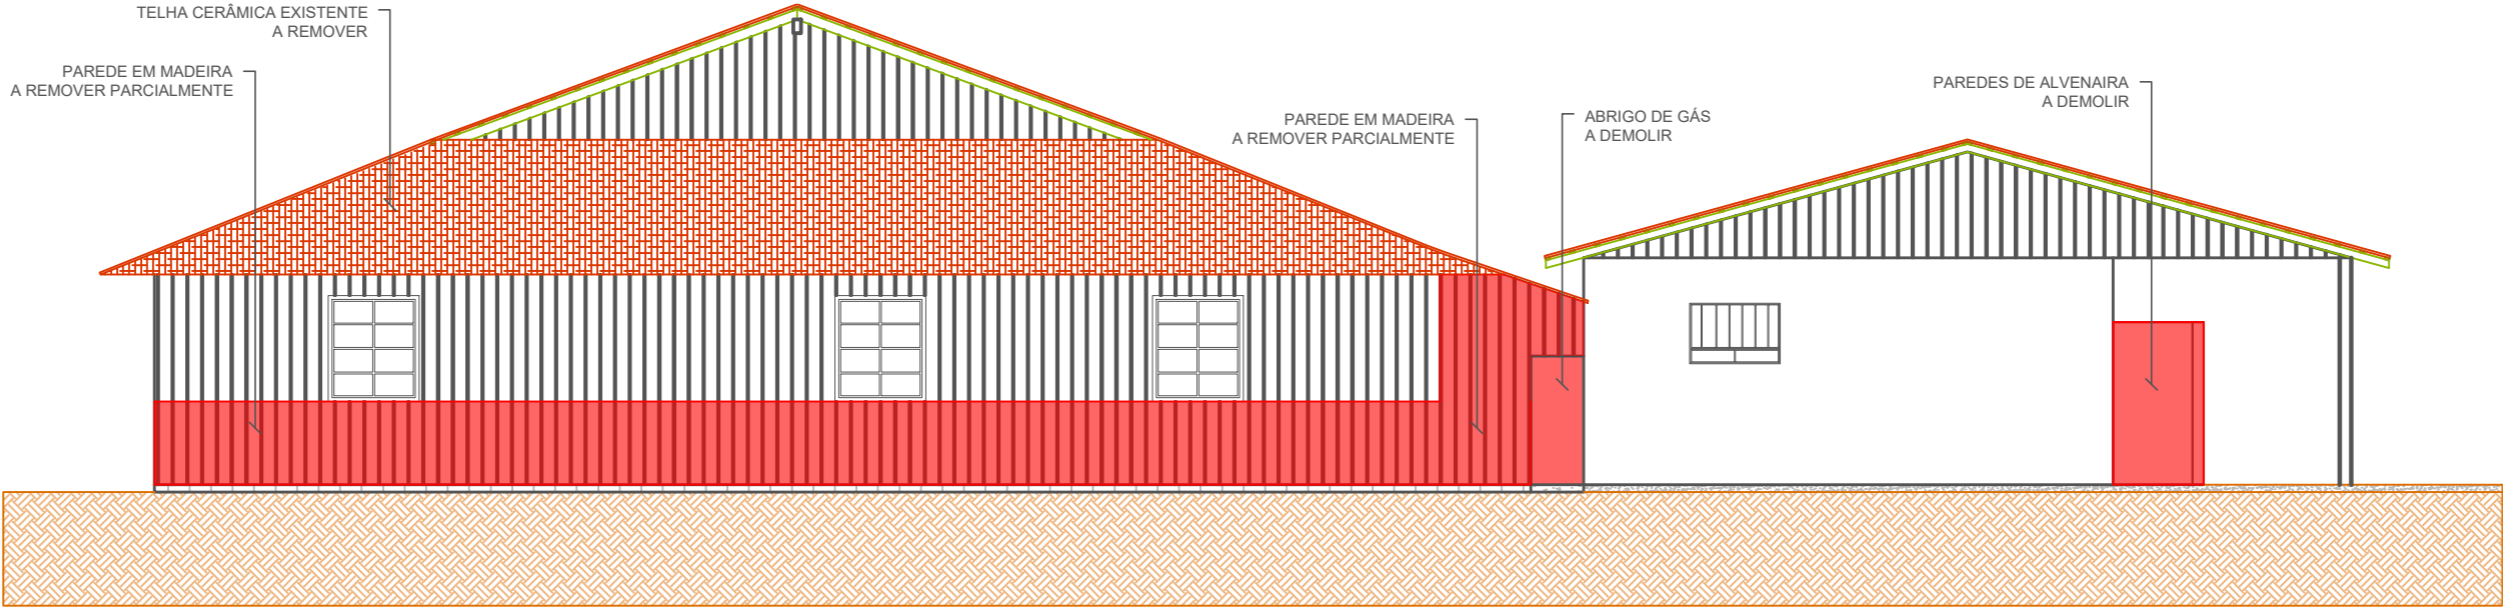 TELHA CERÂMICA EXISTENTE
A REMOVER
PAREDE EM MADEIRA
A REMOVER PARCIALMENTE
PAREDE EM MADEIRA
A REMOVER PARCIALMENTE
ABRIGO DE GÁS
A DEMOLIR
PAREDES DE ALVENAIRA
A DEMOLIR